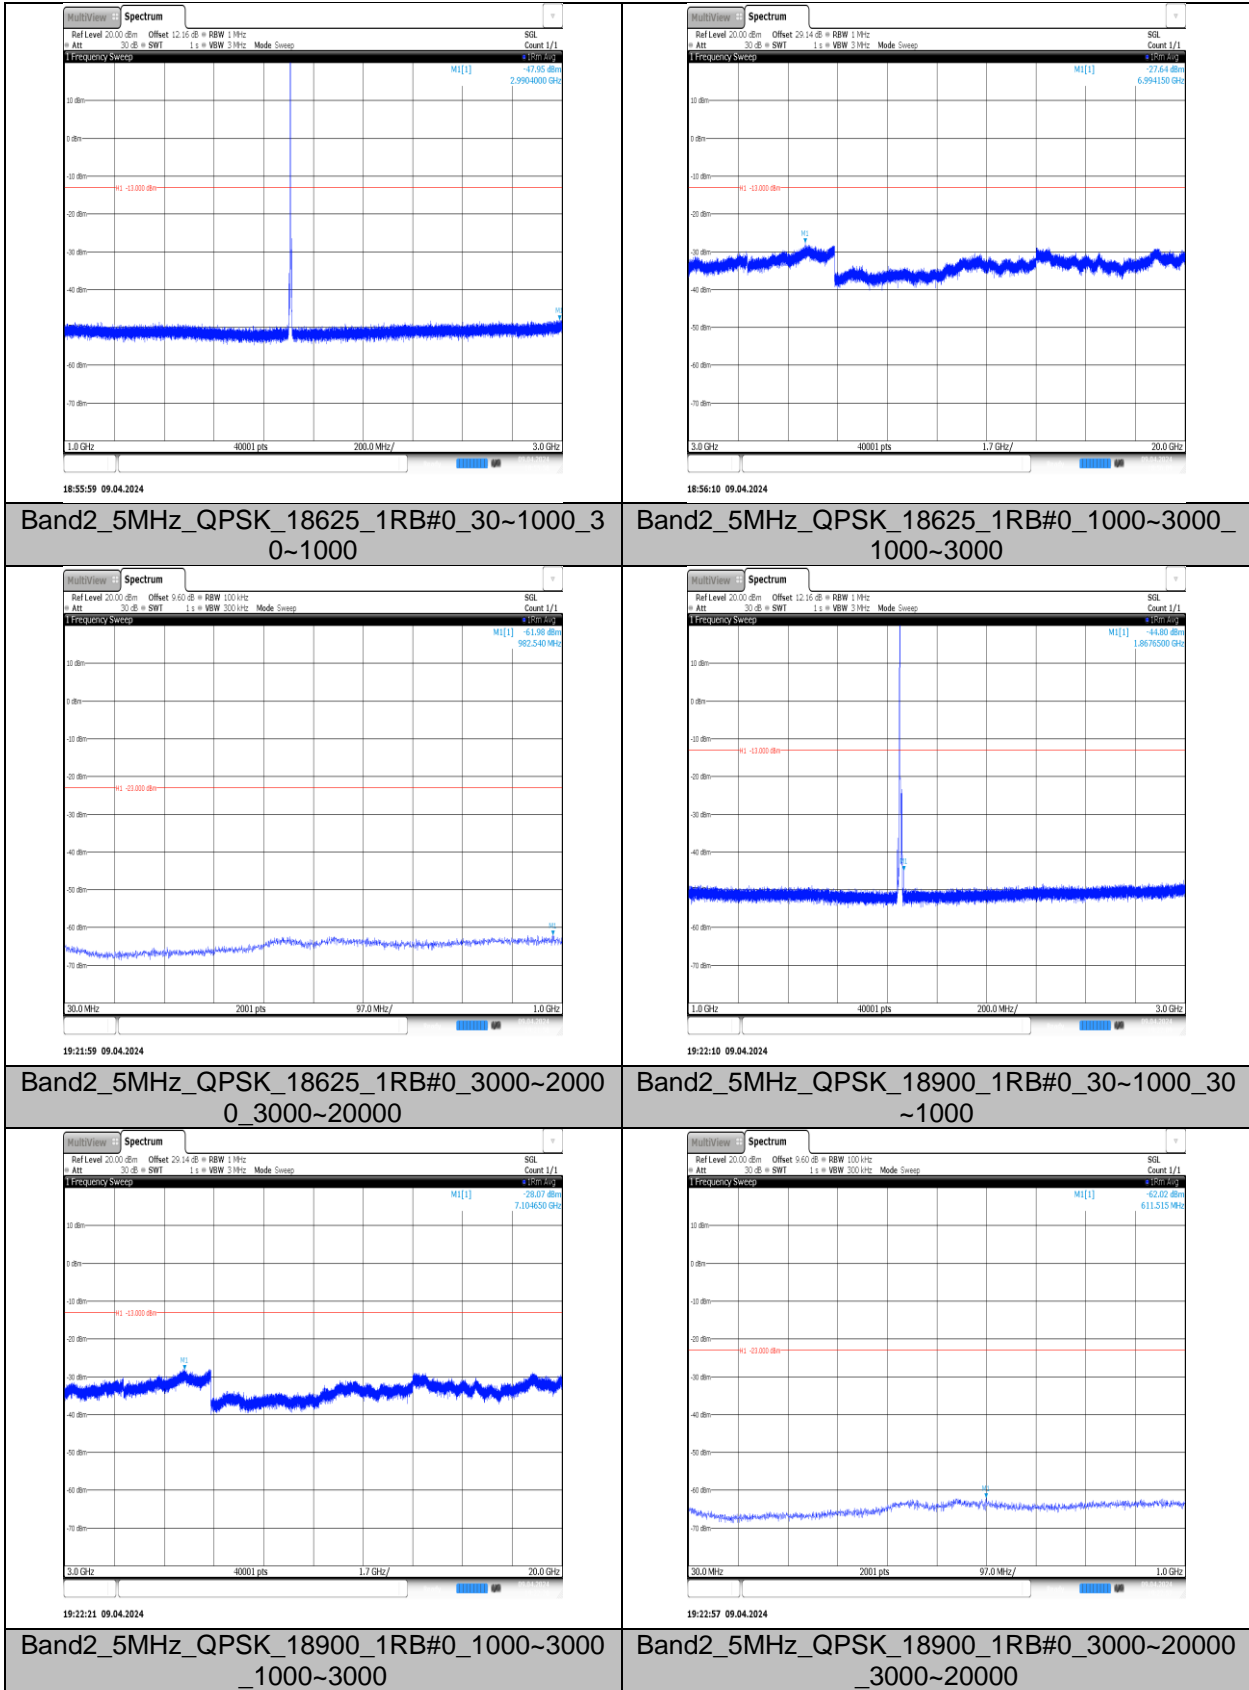 MultiView Spectrum
Ref Level 20.00 dBm Offset 12.16 dB RBW 1 MHz SGL
Att 30 dB SWT 1 s VBW 3 MHz Mode Sweep Count 1/1
1 Frequency Sweep 1Rm Avg
M1[1] -47.95 dBm
2.9904000 GHz
10 dBm
0 dBm
-10 dBm
H1 -13.000 dBm
-20 dBm
-30 dBm
-40 dBm
M1
-50 dBm
-60 dBm
-70 dBm
1.0 GHz 40001 pts 200.0 MHz/ 3.0 GHz
18:55:59 09.04.2024
MultiView Spectrum
Ref Level 20.00 dBm Offset 29.14 dB RBW 1 MHz SGL
Att 30 dB SWT 1 s VBW 3 MHz Mode Sweep Count 1/1
1 Frequency Sweep 1Rm Avg
M1[1] -27.64 dBm
6.994150 GHz
10 dBm
0 dBm
-10 dBm
H1 -13.000 dBm
-20 dBm
M1
-30 dBm
-40 dBm
-50 dBm
-60 dBm
-70 dBm
3.0 GHz 40001 pts 1.7 GHz/ 20.0 GHz
18:56:10 09.04.2024
Band2_5MHz_QPSK_18625_1RB#0_30~1000_3
0~1000
Band2_5MHz_QPSK_18625_1RB#0_1000~3000_
1000~3000
MultiView Spectrum
Ref Level 20.00 dBm Offset 9.60 dB RBW 100 kHz SGL
Att 30 dB SWT 1 s VBW 300 kHz Mode Sweep Count 1/1
1 Frequency Sweep 1Rm Avg
M1[1] -61.98 dBm
982.540 MHz
10 dBm
0 dBm
-10 dBm
-20 dBm
H1 -23.000 dBm
-30 dBm
-40 dBm
-50 dBm
-60 dBm
M1
-70 dBm
30.0 MHz 2001 pts 97.0 MHz/ 1.0 GHz
19:21:59 09.04.2024
MultiView Spectrum
Ref Level 20.00 dBm Offset 12.16 dB RBW 1 MHz SGL
Att 30 dB SWT 1 s VBW 3 MHz Mode Sweep Count 1/1
1 Frequency Sweep 1Rm Avg
M1[1] -44.80 dBm
1.8676500 GHz
10 dBm
0 dBm
-10 dBm
H1 -13.000 dBm
-20 dBm
-30 dBm
-40 dBm
M1
-50 dBm
-60 dBm
-70 dBm
1.0 GHz 40001 pts 200.0 MHz/ 3.0 GHz
19:22:10 09.04.2024
Band2_5MHz_QPSK_18625_1RB#0_3000~2000
0_3000~20000
Band2_5MHz_QPSK_18900_1RB#0_30~1000_30
~1000
MultiView Spectrum
Ref Level 20.00 dBm Offset 29.14 dB RBW 1 MHz SGL
Att 30 dB SWT 1 s VBW 3 MHz Mode Sweep Count 1/1
1 Frequency Sweep 1Rm Avg
M1[1] -28.07 dBm
7.104650 GHz
10 dBm
0 dBm
-10 dBm
H1 -13.000 dBm
-20 dBm
M1
-30 dBm
-40 dBm
-50 dBm
-60 dBm
-70 dBm
3.0 GHz 40001 pts 1.7 GHz/ 20.0 GHz
19:22:21 09.04.2024
MultiView Spectrum
Ref Level 20.00 dBm Offset 9.60 dB RBW 100 kHz SGL
Att 30 dB SWT 1 s VBW 300 kHz Mode Sweep Count 1/1
1 Frequency Sweep 1Rm Avg
M1[1] -62.02 dBm
611.515 MHz
10 dBm
0 dBm
-10 dBm
-20 dBm
H1 -23.000 dBm
-30 dBm
-40 dBm
-50 dBm
-60 dBm
M1
-70 dBm
30.0 MHz 2001 pts 97.0 MHz/ 1.0 GHz
19:22:57 09.04.2024
Band2_5MHz_QPSK_18900_1RB#0_1000~3000
_1000~3000
Band2_5MHz_QPSK_18900_1RB#0_3000~20000
_3000~20000